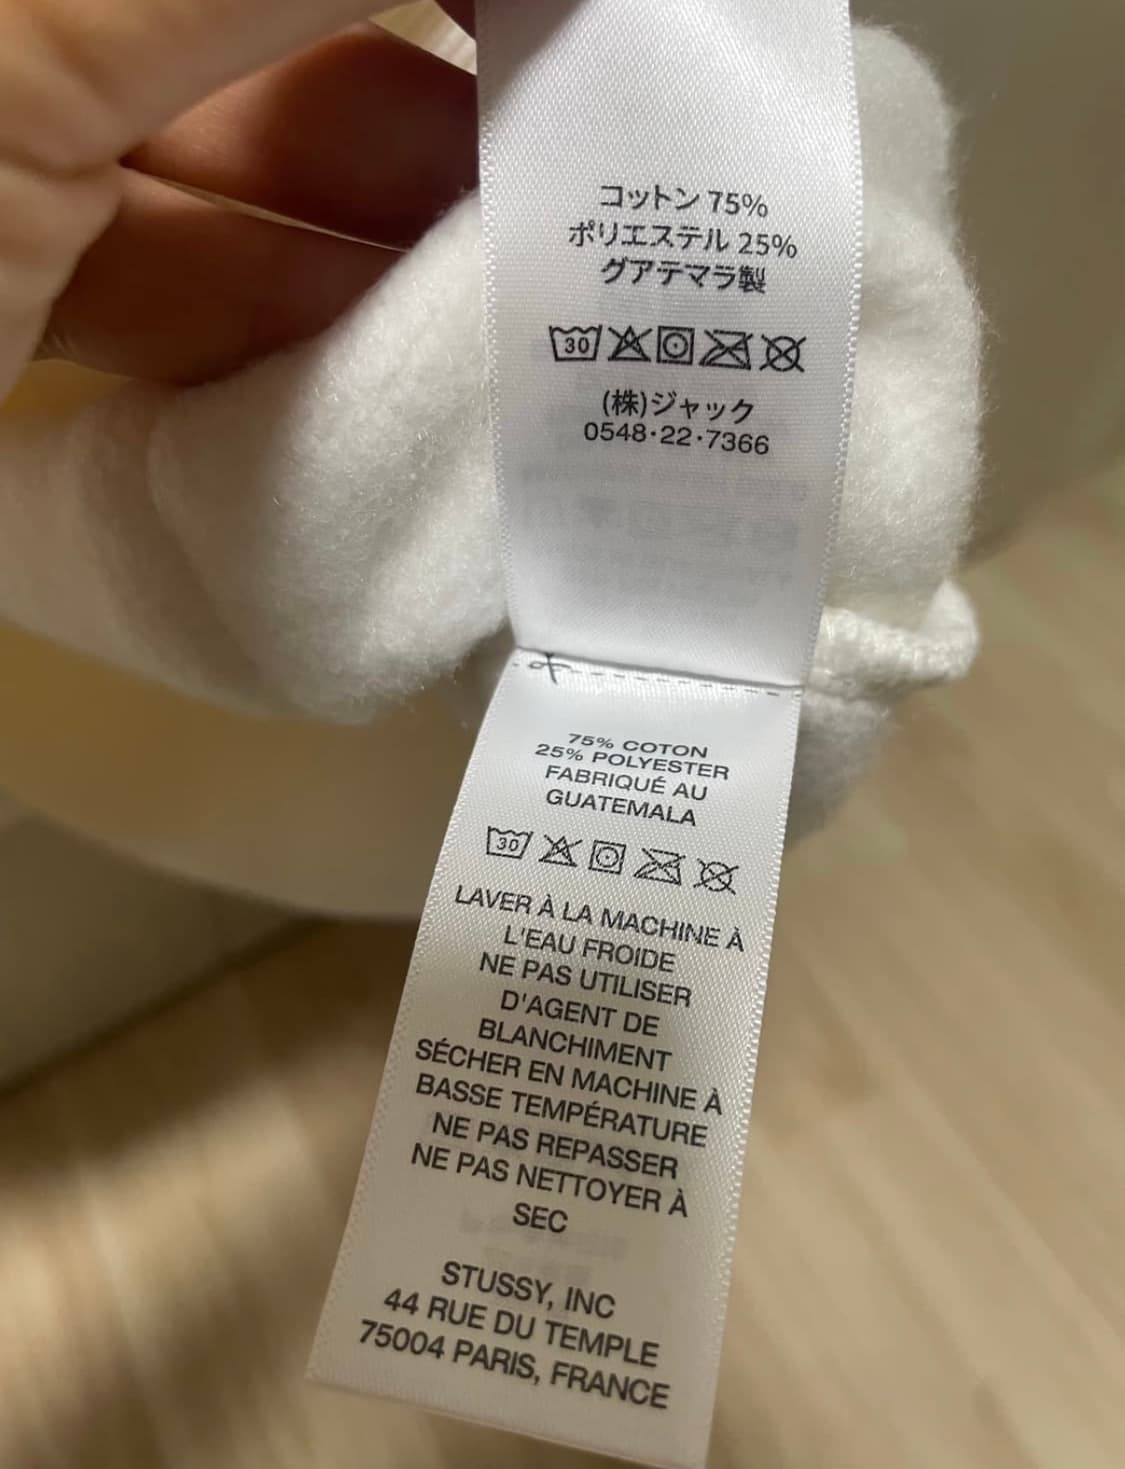 コットン 75%
ポリエステル 25%
グアテマラ製
30
(株)ジャック
0548･22･7366
75% COTON
25% POLYESTER
FABRIQUÉ AU
GUATEMALA
30
LAVER À LA MACHINE À
L'EAU FROIDE
NE PAS UTILISER
D'AGENT DE
BLANCHIMENT
SÉCHER EN MACHINE À
BASSE TEMPÉRATURE
NE PAS REPASSER
NE PAS NETTOYER À
SEC
STUSSY, INC
44 RUE DU TEMPLE
75004 PARIS, FRANCE